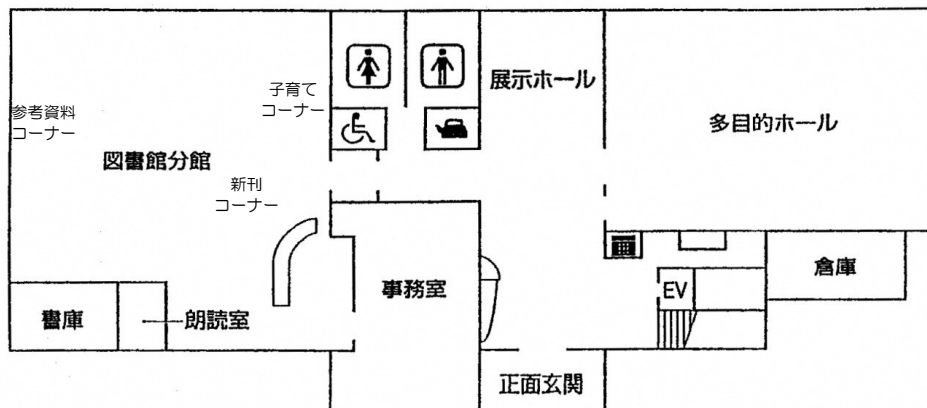 展示ホール
子育て
コーナー
参考資料
コーナー
多目的ホール
図書館分館
新刊
コーナー
事務室
倉庫
EV
書庫
朗読室
正面玄関